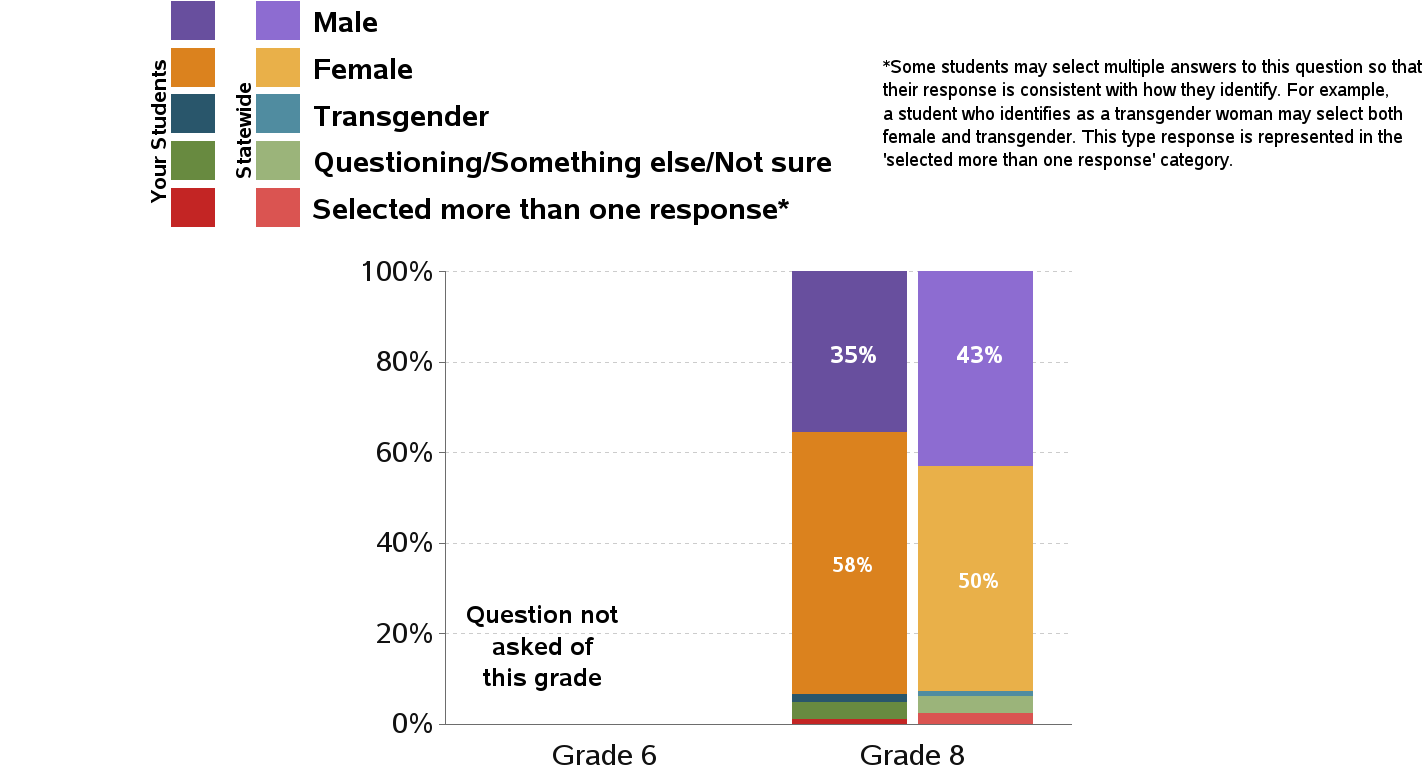 Your Students
Statewide
Male
Female
Transgender
Questioning/Something else/Not sure
Selected more than one response*
*Some students may select multiple answers to this question so that
their response is consistent with how they identify. For example,
a student who identifies as a transgender woman may select both
female and transgender. This type response is represented in the
'selected more than one response' category.
100%
80%
60%
40%
20%
0%
35%
43%
58%
50%
Question not
asked of
this grade
Grade 6
Grade 8